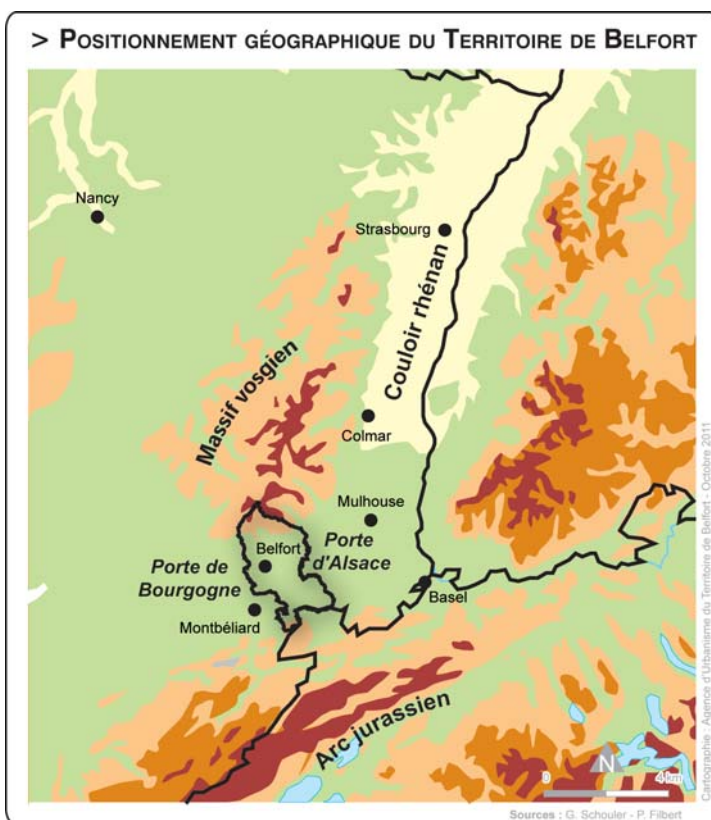 > POSITIONNEMENT GÉOGRAPHIQUE DU TERRITOIRE DE BELFORT
Nancy
Strasbourg
Couloir rhénan
Massif vosgien
Colmar
Mulhouse
Porte
d'Alsace
Belfort
Porte de
Bourgogne
Basel
Montbéliard
Arc jurassien
N
0 4 km
Cartographie : Agence d'Urbanisme du Territoire de Belfort - Octobre 2011
Sources : G. Schouler - P. Filbert